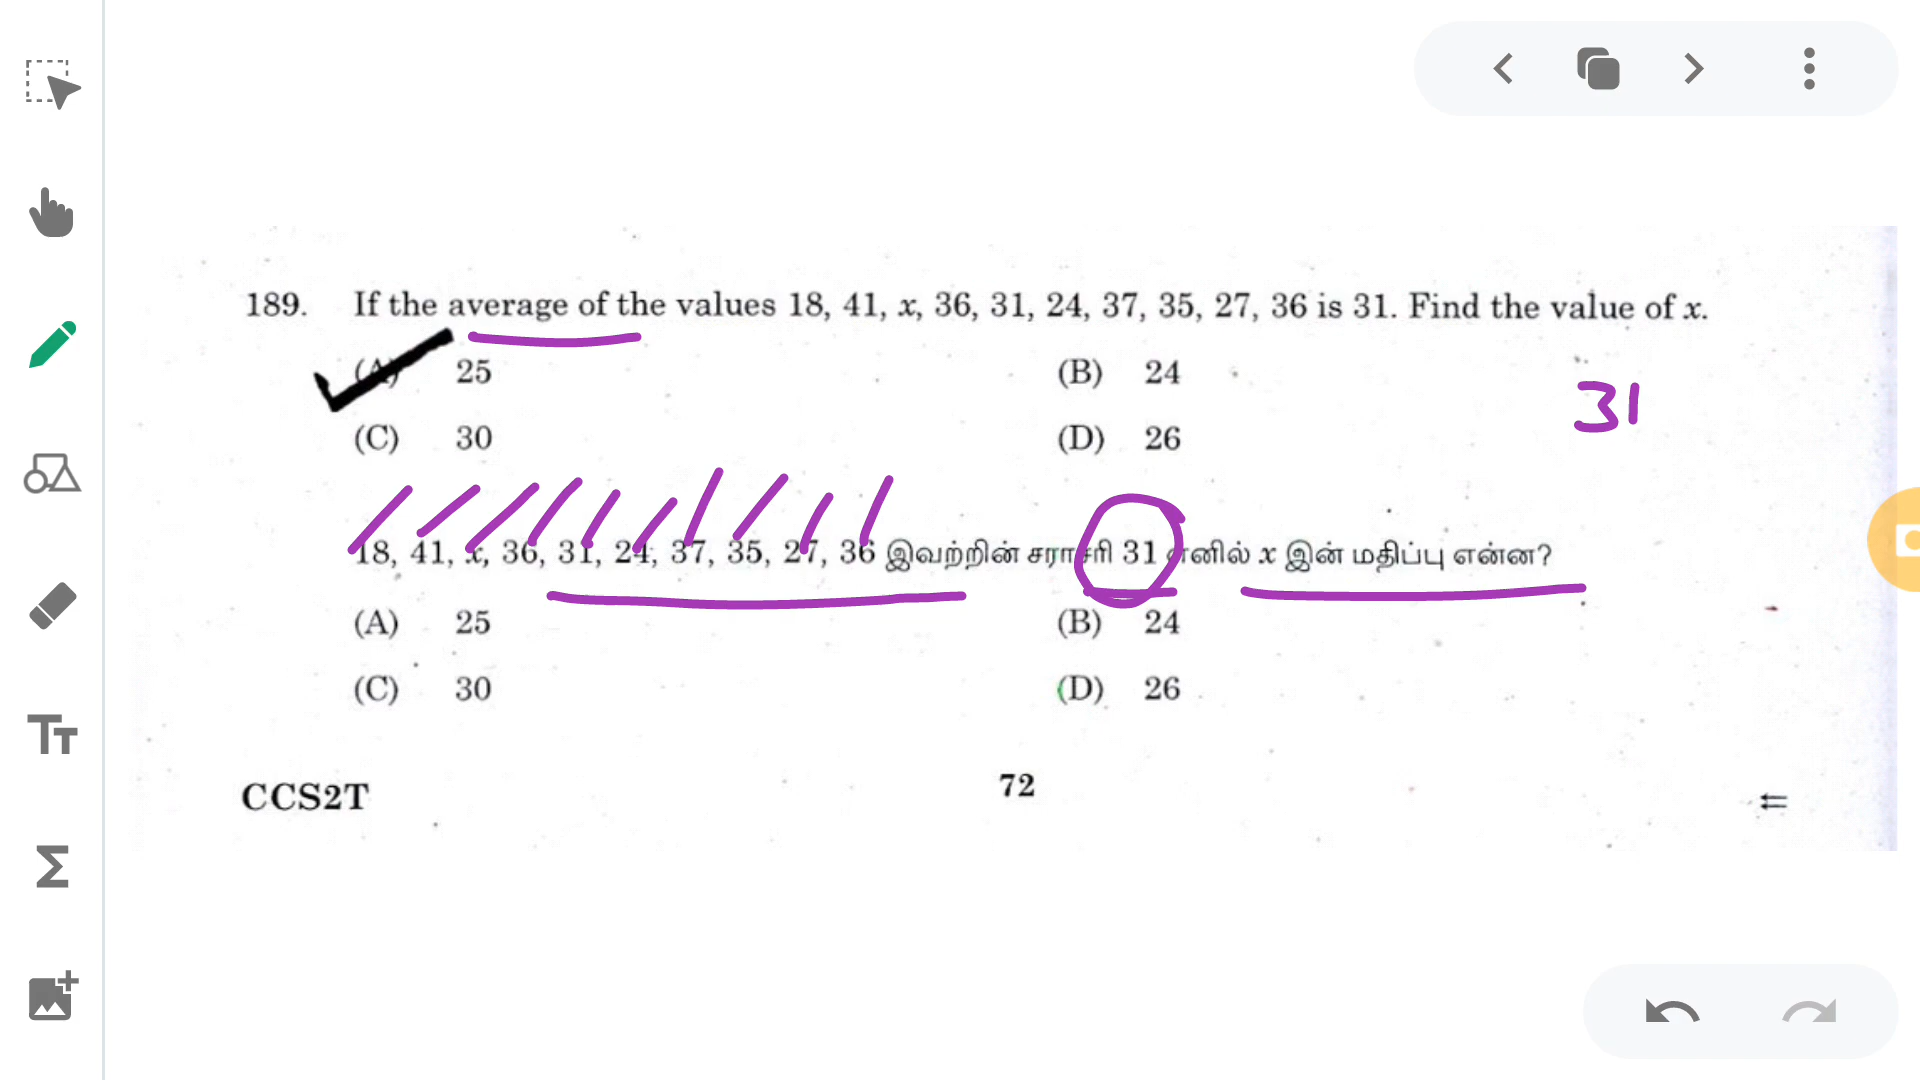 189. If the average of the values 18, 41, x, 36, 31, 24, 37, 35, 27, 36 is 31. Find the value of x.
(A) 25 (B) 24
31
(C) 30 (D) 26
18, 41, x, 36, 31, 24, 37, 35, 27, 36 இவற்றின் சராசரி 31 எனில் x இன் மதிப்பு என்ன?
(A) 25 (B) 24
(C) 30 (D) 26
CCS2T 72
TT